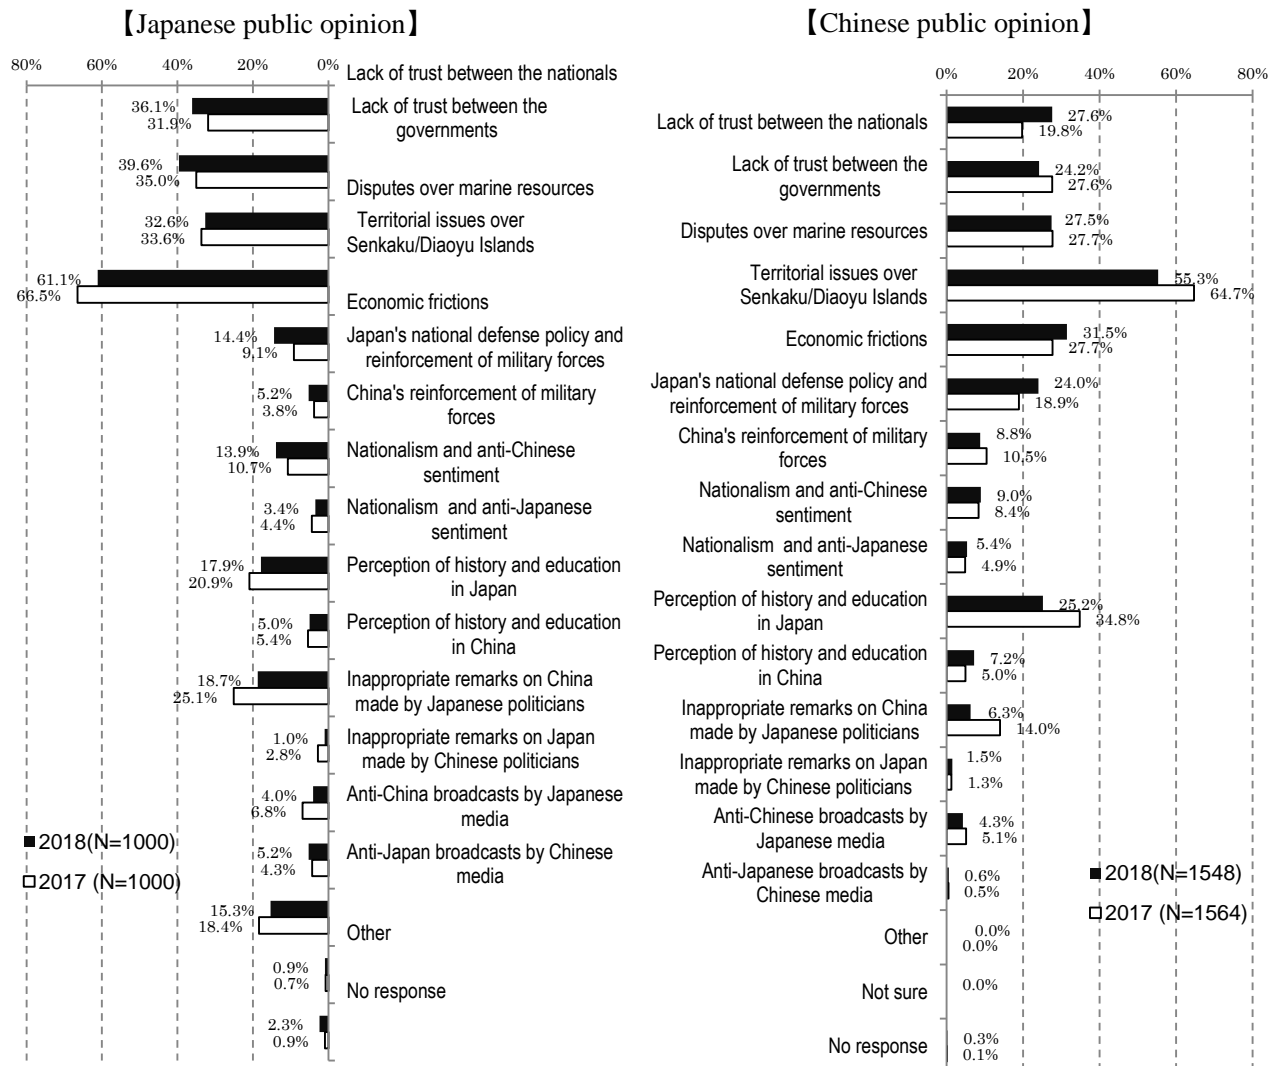 【Japanese public opinion】
80%
60%
40%
20%
0%
Lack of trust between the nationals
36.1%
31.9%
Lack of trust between the
governments
39.6%
35.0%
Disputes over marine resources
32.6%
33.6%
Territorial issues over
Senkaku/Diaoyu Islands
61.1%
66.5%
Economic frictions
14.4%
9.1%
Japan's national defense policy and
reinforcement of military forces
5.2%
3.8%
China's reinforcement of military
forces
13.9%
10.7%
Nationalism and anti-Chinese
sentiment
3.4%
4.4%
Nationalism  and anti-Japanese
sentiment
17.9%
20.9%
Perception of history and education
in Japan
5.0%
5.4%
Perception of history and education
in China
18.7%
25.1%
Inappropriate remarks on China
made by Japanese politicians
1.0%
2.8%
Inappropriate remarks on Japan
made by Chinese politicians
4.0%
6.8%
Anti-China broadcasts by Japanese
media
5.2%
4.3%
Anti-Japan broadcasts by Chinese
media
15.3%
18.4%
Other
0.9%
0.7%
No response
2.3%
0.9%
2018(N=1000)
2017 (N=1000)
【Chinese public opinion】
0%
20%
40%
60%
80%
Lack of trust between the nationals
27.6%
19.8%
Lack of trust between the
governments
24.2%
27.6%
Disputes over marine resources
27.5%
27.7%
Territorial issues over
Senkaku/Diaoyu Islands
55.3%
64.7%
Economic frictions
31.5%
27.7%
Japan's national defense policy and
reinforcement of military forces
24.0%
18.9%
China's reinforcement of military
forces
8.8%
10.5%
Nationalism and anti-Chinese
sentiment
9.0%
8.4%
Nationalism  and anti-Japanese
sentiment
5.4%
4.9%
Perception of history and education
in Japan
25.2%
34.8%
Perception of history and education
in China
7.2%
5.0%
Inappropriate remarks on China
made by Japanese politicians
6.3%
14.0%
Inappropriate remarks on Japan
made by Chinese politicians
1.5%
1.3%
Anti-Chinese broadcasts by
Japanese media
4.3%
5.1%
Anti-Japanese broadcasts by
Chinese media
0.6%
0.5%
Other
0.0%
0.0%
Not sure
0.0%
No response
0.3%
0.1%
2018(N=1548)
2017 (N=1564)